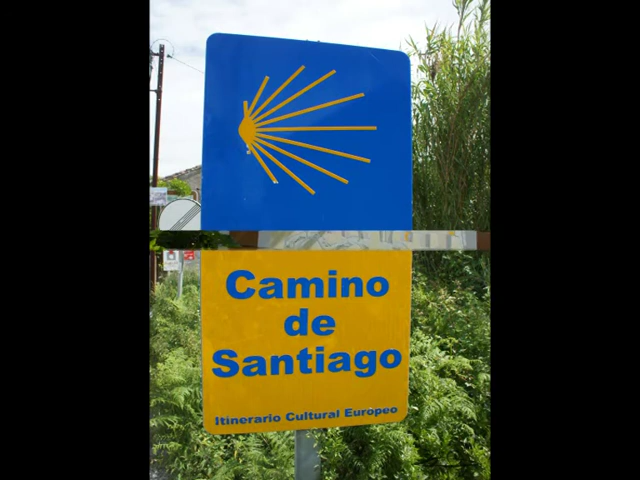 Camino
de
Santiago
Itinerario Cultural Europeo